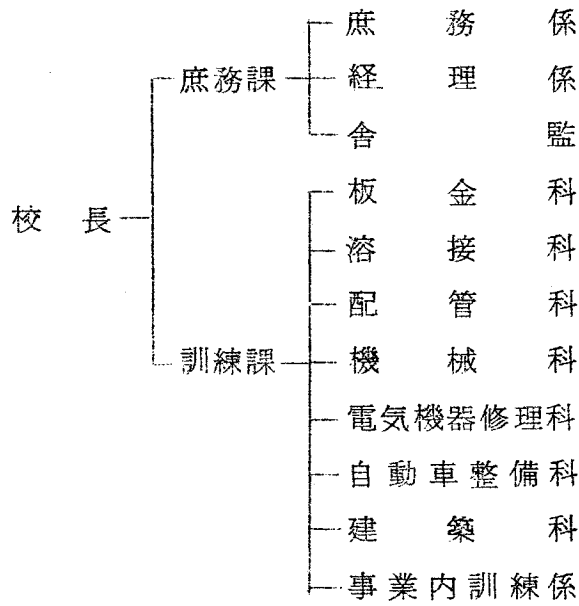 庶務係
庶務課
経理係
舎監
板金科
校長
溶接科
配管科
訓練課
機械科
電気機器修理科
自動車整備科
建築科
事業内訓練係